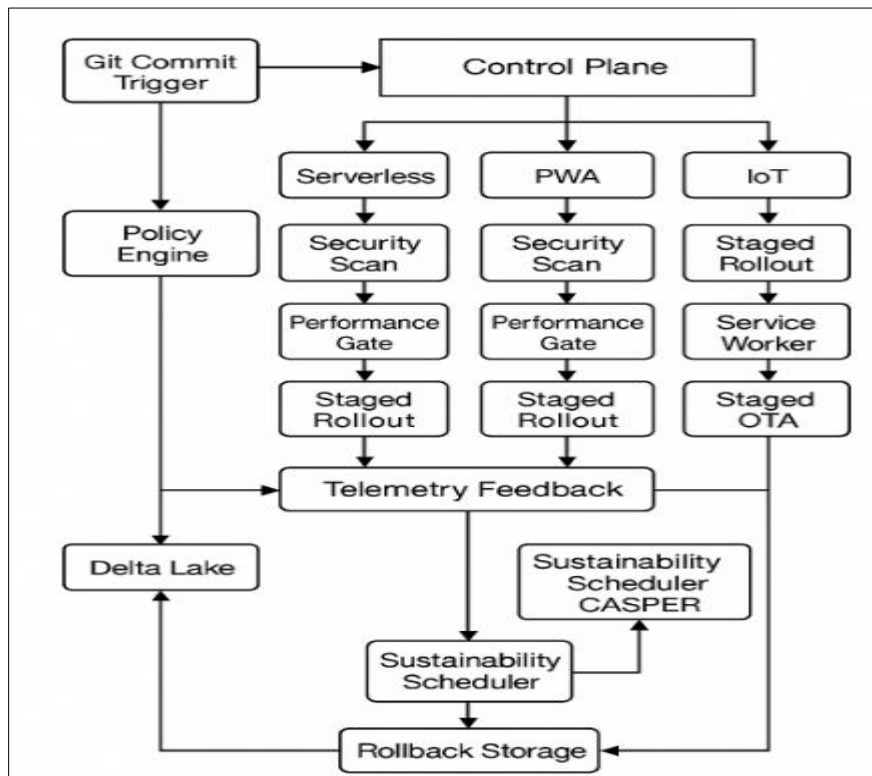 Git Commit
Trigger
Control Plane
Serverless
PWA
IoT
Policy
Engine
Security
Scan
Security
Scan
Staged
Rollout
Performance
Gate
Performance
Gate
Service
Worker
Staged
Rollout
Staged
Rollout
Staged
OTA
Telemetry Feedback
Delta Lake
Sustainability
Scheduler
CASPER
Sustainability
Scheduler
Rollback Storage